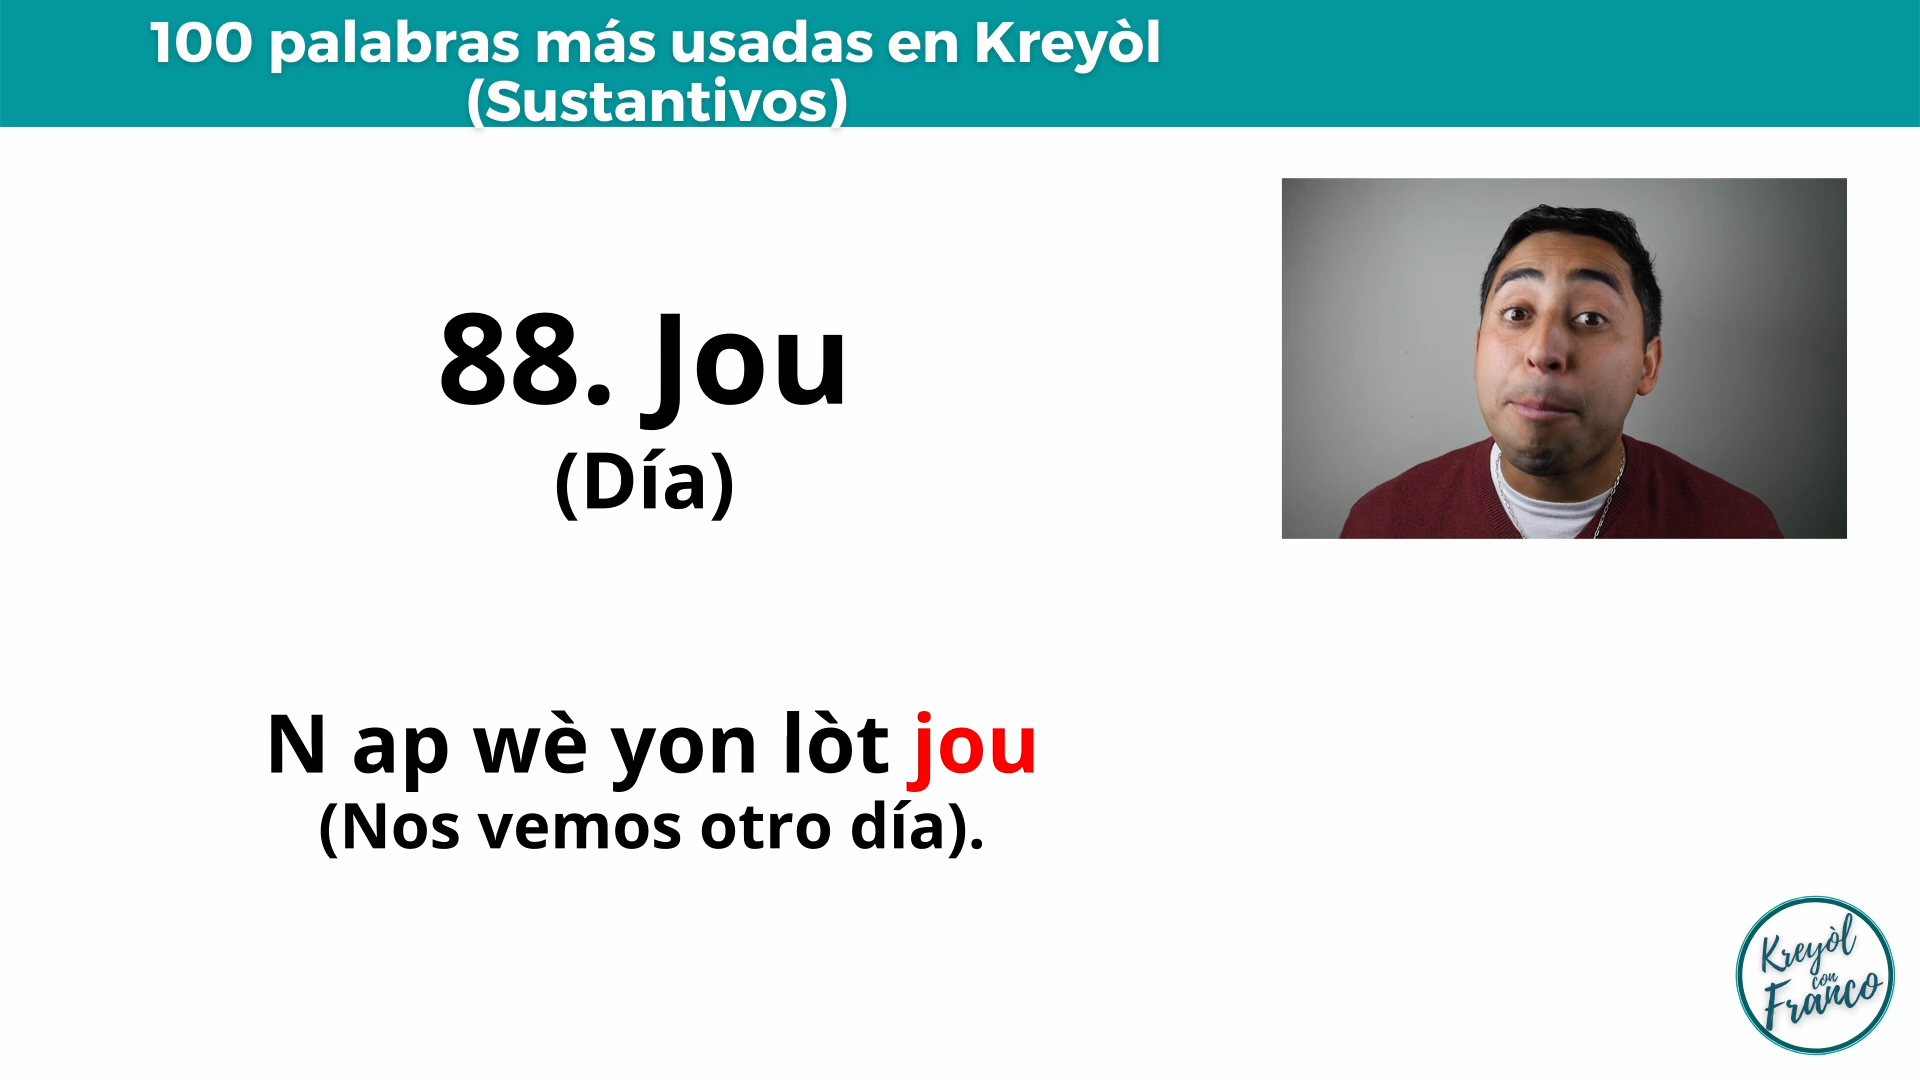 100 palabras más usadas en Kreyòl
(Sustantivos)
88. Jou
(Día)
N ap wè yon lòt jou
(Nos vemos otro día).
Kreyòl
con
Franco